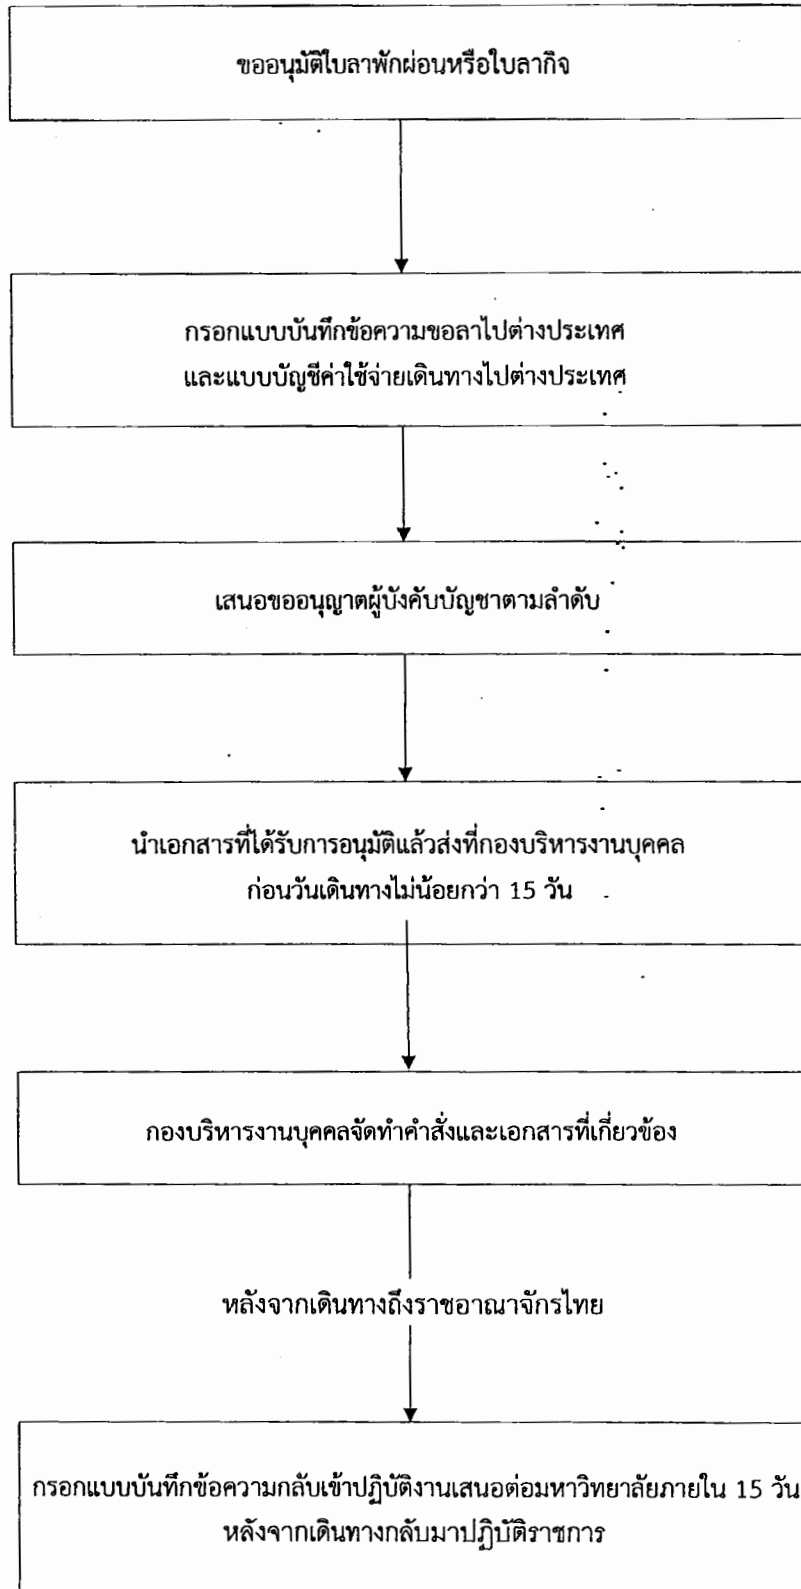 ขออนุมัติใบลาพักผ่อนหรือใบลากิจ
กรอกแบบบันทึกข้อความขอลาไปต่างประเทศ
และแบบบัญชีค่าใช้จ่ายเดินทางไปต่างประเทศ
เสนอขออนุญาตผู้บังคับบัญชาตามลำดับ
นำเอกสารที่ได้รับการอนุมัติแล้วส่งที่กองบริหารงานบุคคล
ก่อนวันเดินทางไม่น้อยกว่า 15 วัน
กองบริหารงานบุคคลจัดทำคำสั่งและเอกสารที่เกี่ยวข้อง
หลังจากเดินทางถึงราชอาณาจักรไทย
กรอกแบบบันทึกข้อความกลับเข้าปฏิบัติงานเสนอต่อมหาวิทยาลัยภายใน 15 วัน
หลังจากเดินทางกลับมาปฏิบัติราชการ